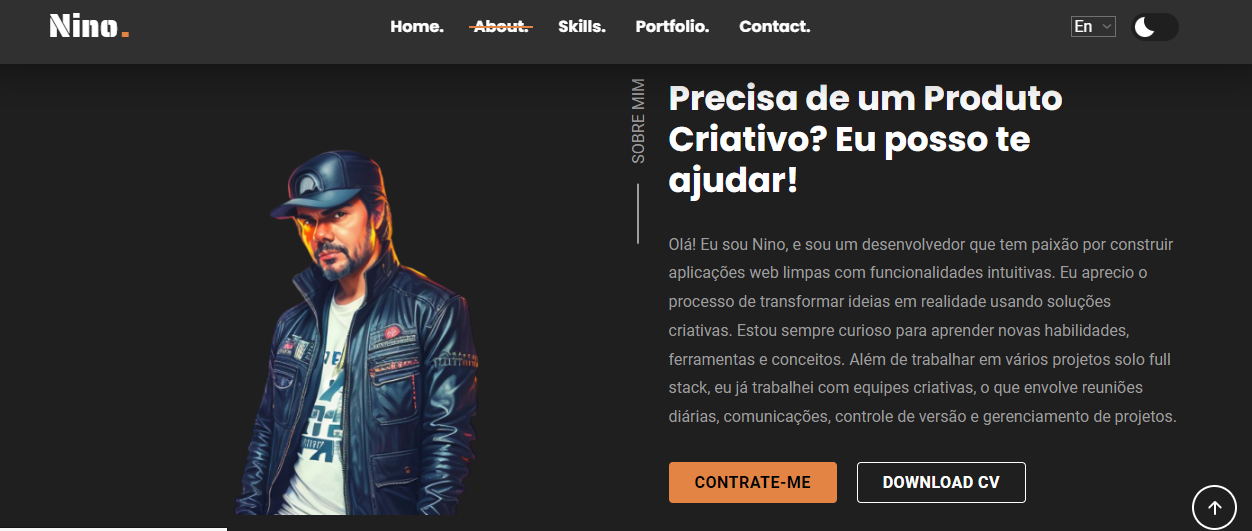 Nino.
Home. About. Skills. Portfolio. Contact.
En
SOBRE MIM
Precisa de um Produto
Criativo? Eu posso te
ajudar!
Olá! Eu sou Nino, e sou um desenvolvedor que tem paixão por construir
aplicações web limpas com funcionalidades intuitivas. Eu aprecio o
processo de transformar ideias em realidade usando soluções
criativas. Estou sempre curioso para aprender novas habilidades,
ferramentas e conceitos. Além de trabalhar em vários projetos solo full
stack, eu já trabalhei com equipes criativas, o que envolve reuniões
diárias, comunicações, controle de versão e gerenciamento de projetos.
CONTRATE-ME
DOWNLOAD CV